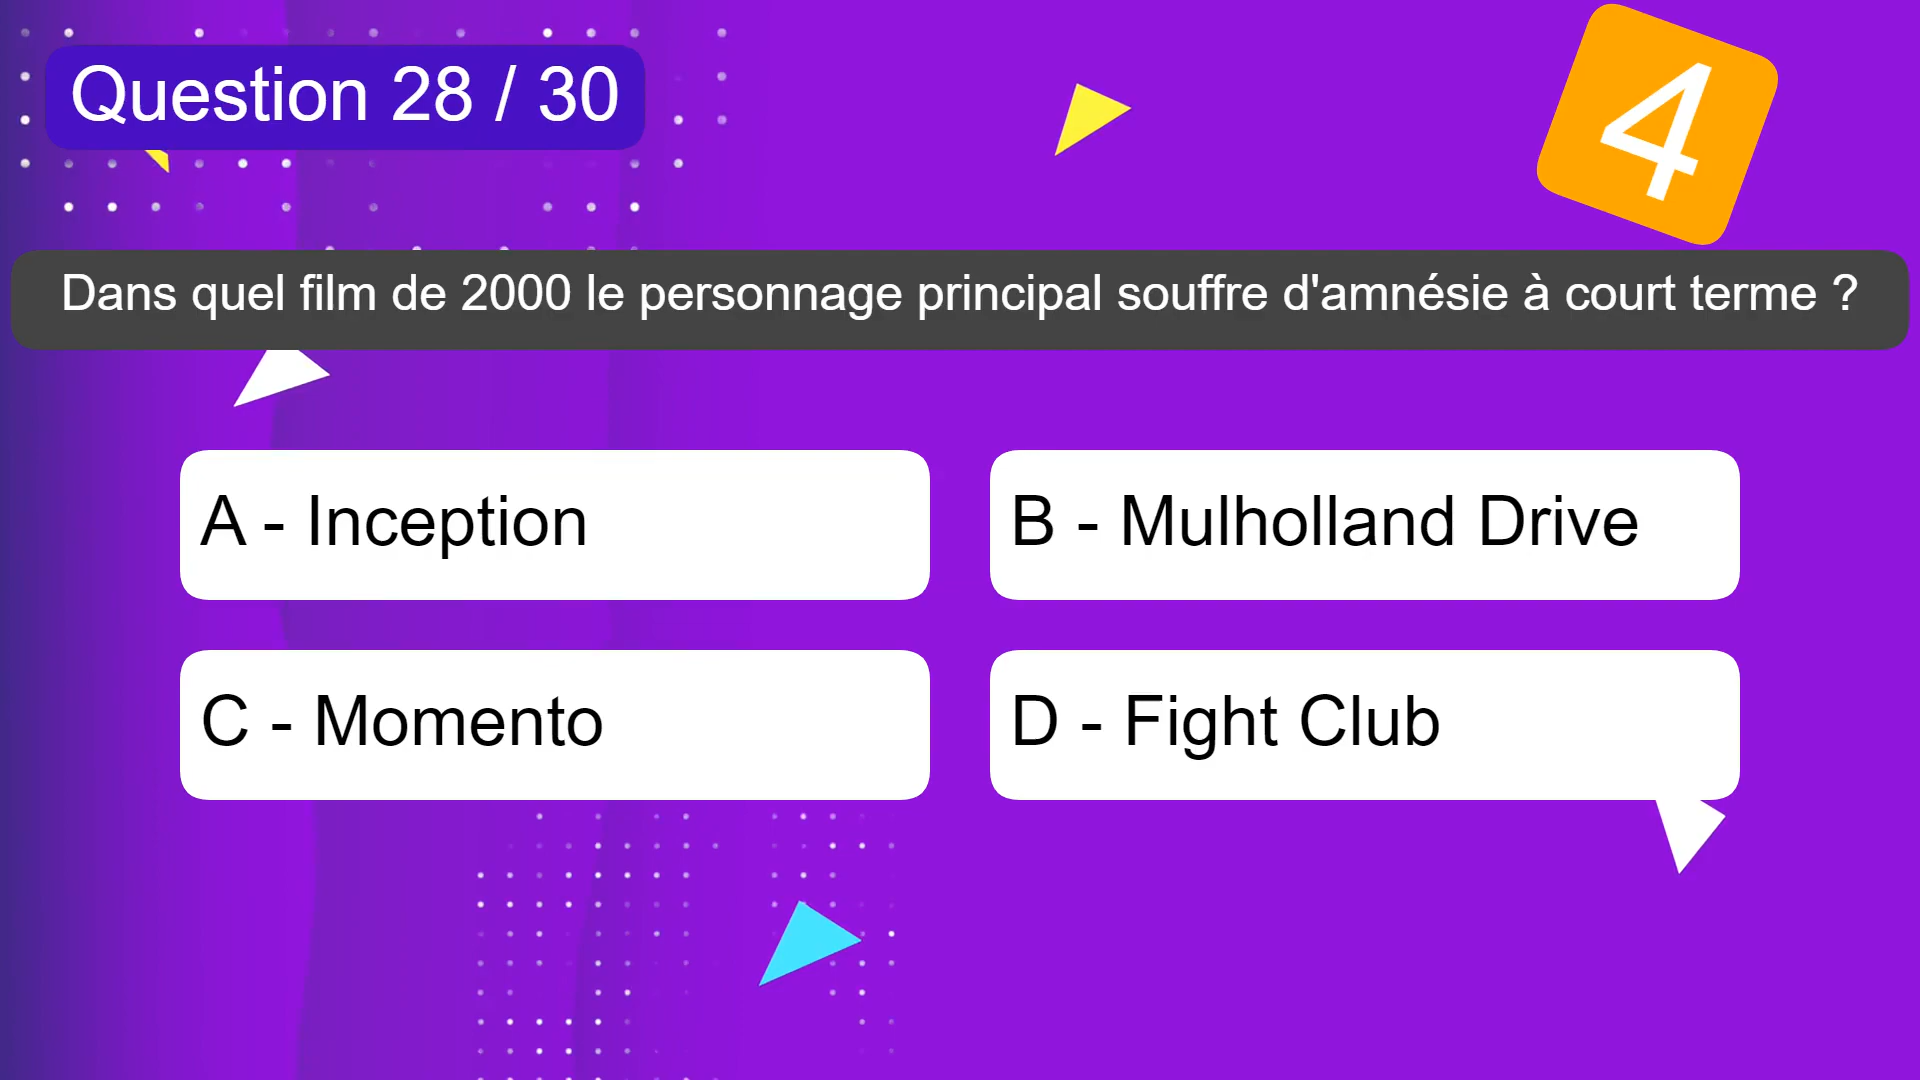 Question 28 / 30
4
Dans quel film de 2000 le personnage principal souffre d'amnésie à court terme ?
A - Inception
B - Mulholland Drive
C - Momento
D - Fight Club